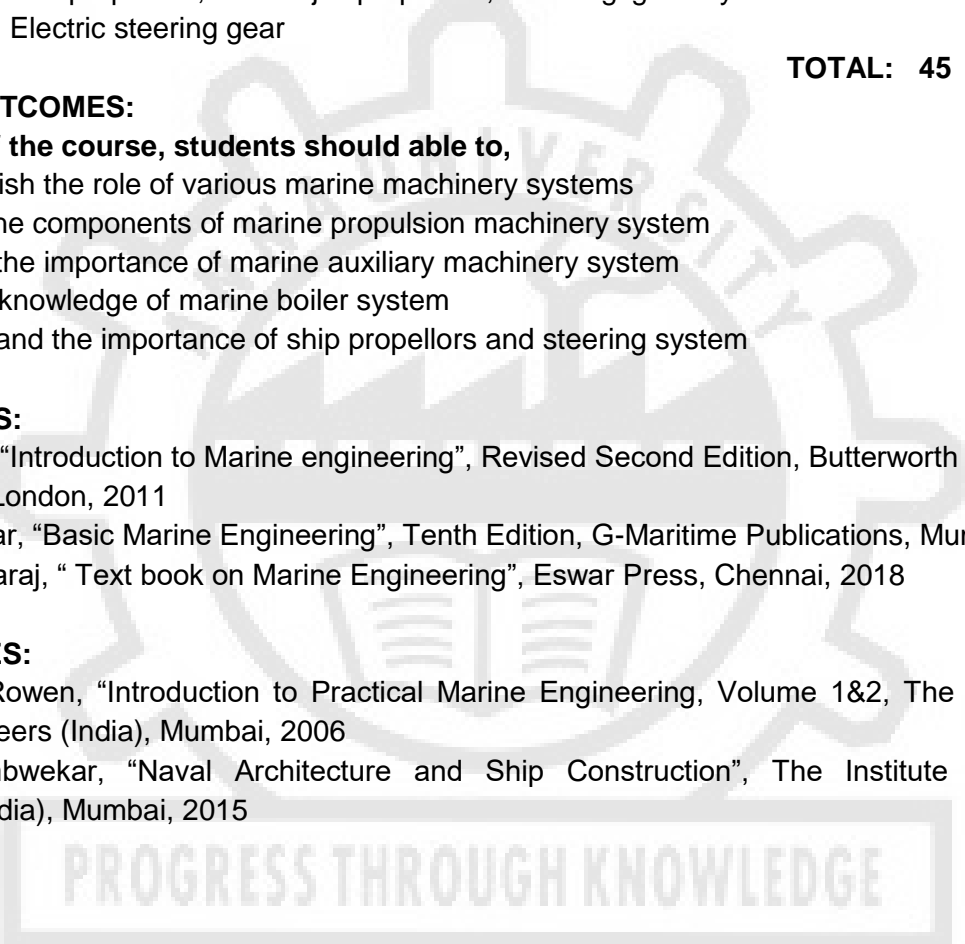 Electric steering gear
TOTAL: 45
TCOMES:
the course, students should able to,
ish the role of various marine machinery systems
he components of marine propulsion machinery system
the importance of marine auxiliary machinery system
knowledge of marine boiler system
and the importance of ship propellors and steering system
S:
“Introduction to Marine engineering”, Revised Second Edition, Butterworth
London, 2011
ar, “Basic Marine Engineering”, Tenth Edition, G-Maritime Publications, Mu
araj, “ Text book on Marine Engineering”, Eswar Press, Chennai, 2018
ES:
Rowen, “Introduction to Practical Marine Engineering, Volume 1&2, The
eers (India), Mumbai, 2006
bwekar, “Naval Architecture and Ship Construction”, The Institute
dia), Mumbai, 2015
PROGRESS THROUGH KNOWLEDGE